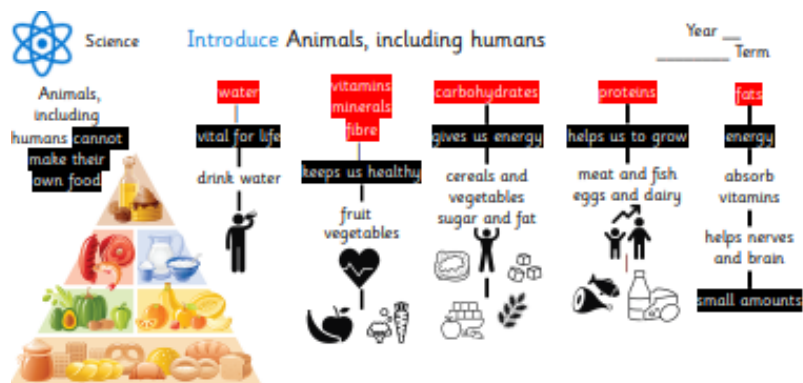 Science
Introduce Animals, including humans
Year __
________ Term
Animals,
including
humans cannot
make their
own food
water
vital for life
drink water
vitamins
minerals
fibre
keeps us healthy
fruit
vegetables
carbohydrates
gives us energy
cereals and
vegetables
sugar and fat
proteins
helps us to grow
meat and fish
eggs and dairy
fats
energy
absorb
vitamins
helps nerves
and brain
small amounts